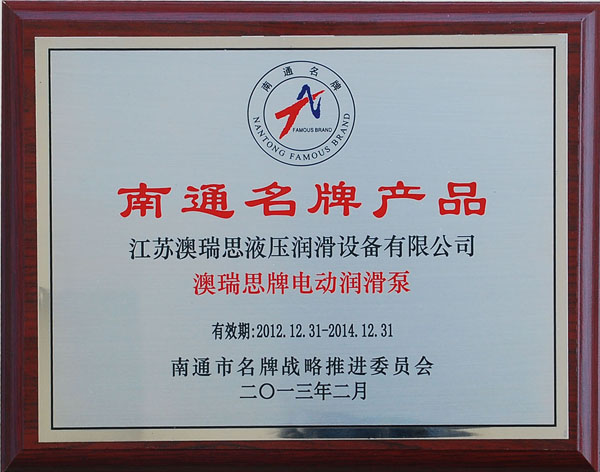 南通名牌
FAMOUS BRAND
NANTONG FAMOUS BRAND
南通名牌产品
江苏澳瑞思液压润滑设备有限公司
澳瑞思牌电动润滑泵
有效期:2012.12.31-2014.12.31
南通市名牌战略推进委员会
二〇一三年二月